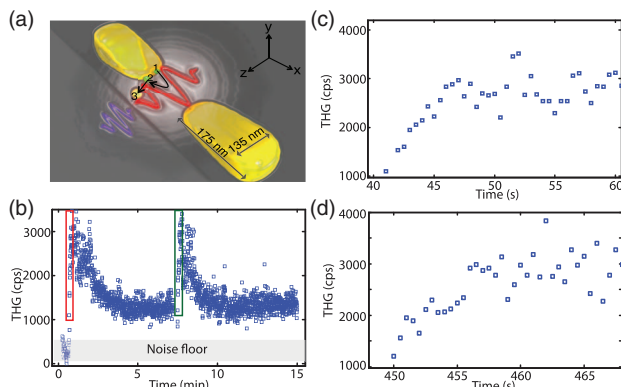 (a)
y
x
z
1
2
3
175 nm
135 nm
(b)
THG (cps)
3000
2000
1000
0
Noise floor
0
5
10
15
Time (min)
(c)
THG (cps)
4000
3000
2000
1000
40
45
50
55
60
Time (s)
(d)
THG (cps)
4000
3000
2000
1000
450
455
460
465
Time (s)